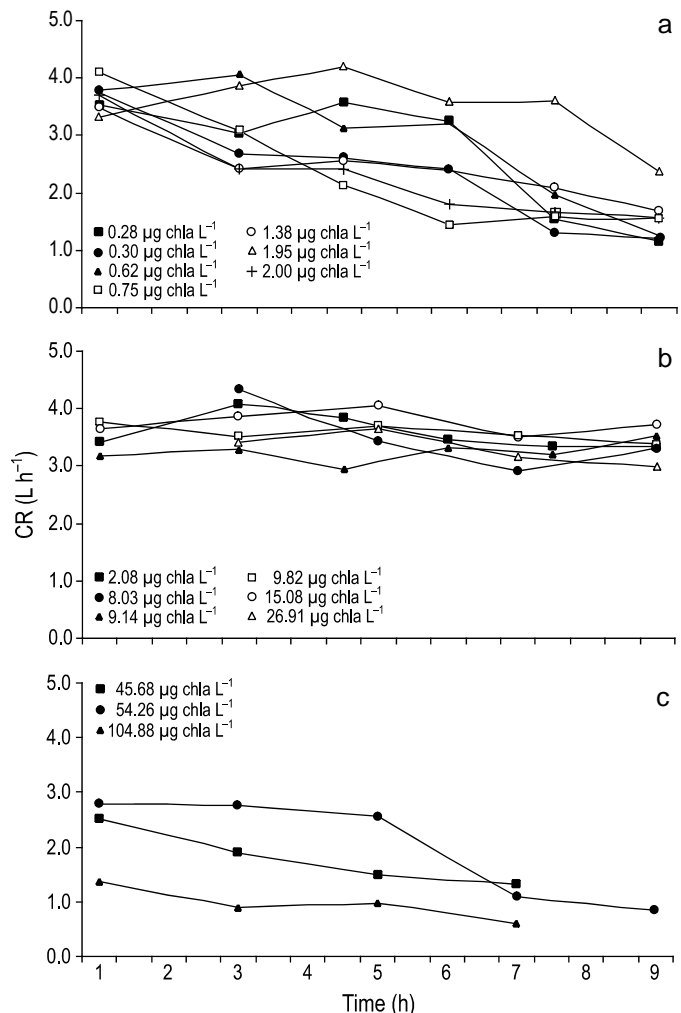 a
5.0
4.0
3.0
2.0
1.0
0.0
0.28 µg chla L⁻¹
0.30 µg chla L⁻¹
0.62 µg chla L⁻¹
0.75 µg chla L⁻¹
1.38 µg chla L⁻¹
1.95 µg chla L⁻¹
2.00 µg chla L⁻¹
b
5.0
4.0
3.0
2.0
1.0
0.0
CR (L h⁻¹)
2.08 µg chla L⁻¹
8.03 µg chla L⁻¹
9.14 µg chla L⁻¹
9.82 µg chla L⁻¹
15.08 µg chla L⁻¹
26.91 µg chla L⁻¹
c
5.0
4.0
3.0
2.0
1.0
0.0
45.68 µg chla L⁻¹
54.26 µg chla L⁻¹
104.88 µg chla L⁻¹
1 2 3 4 5 6 7 8 9
Time (h)